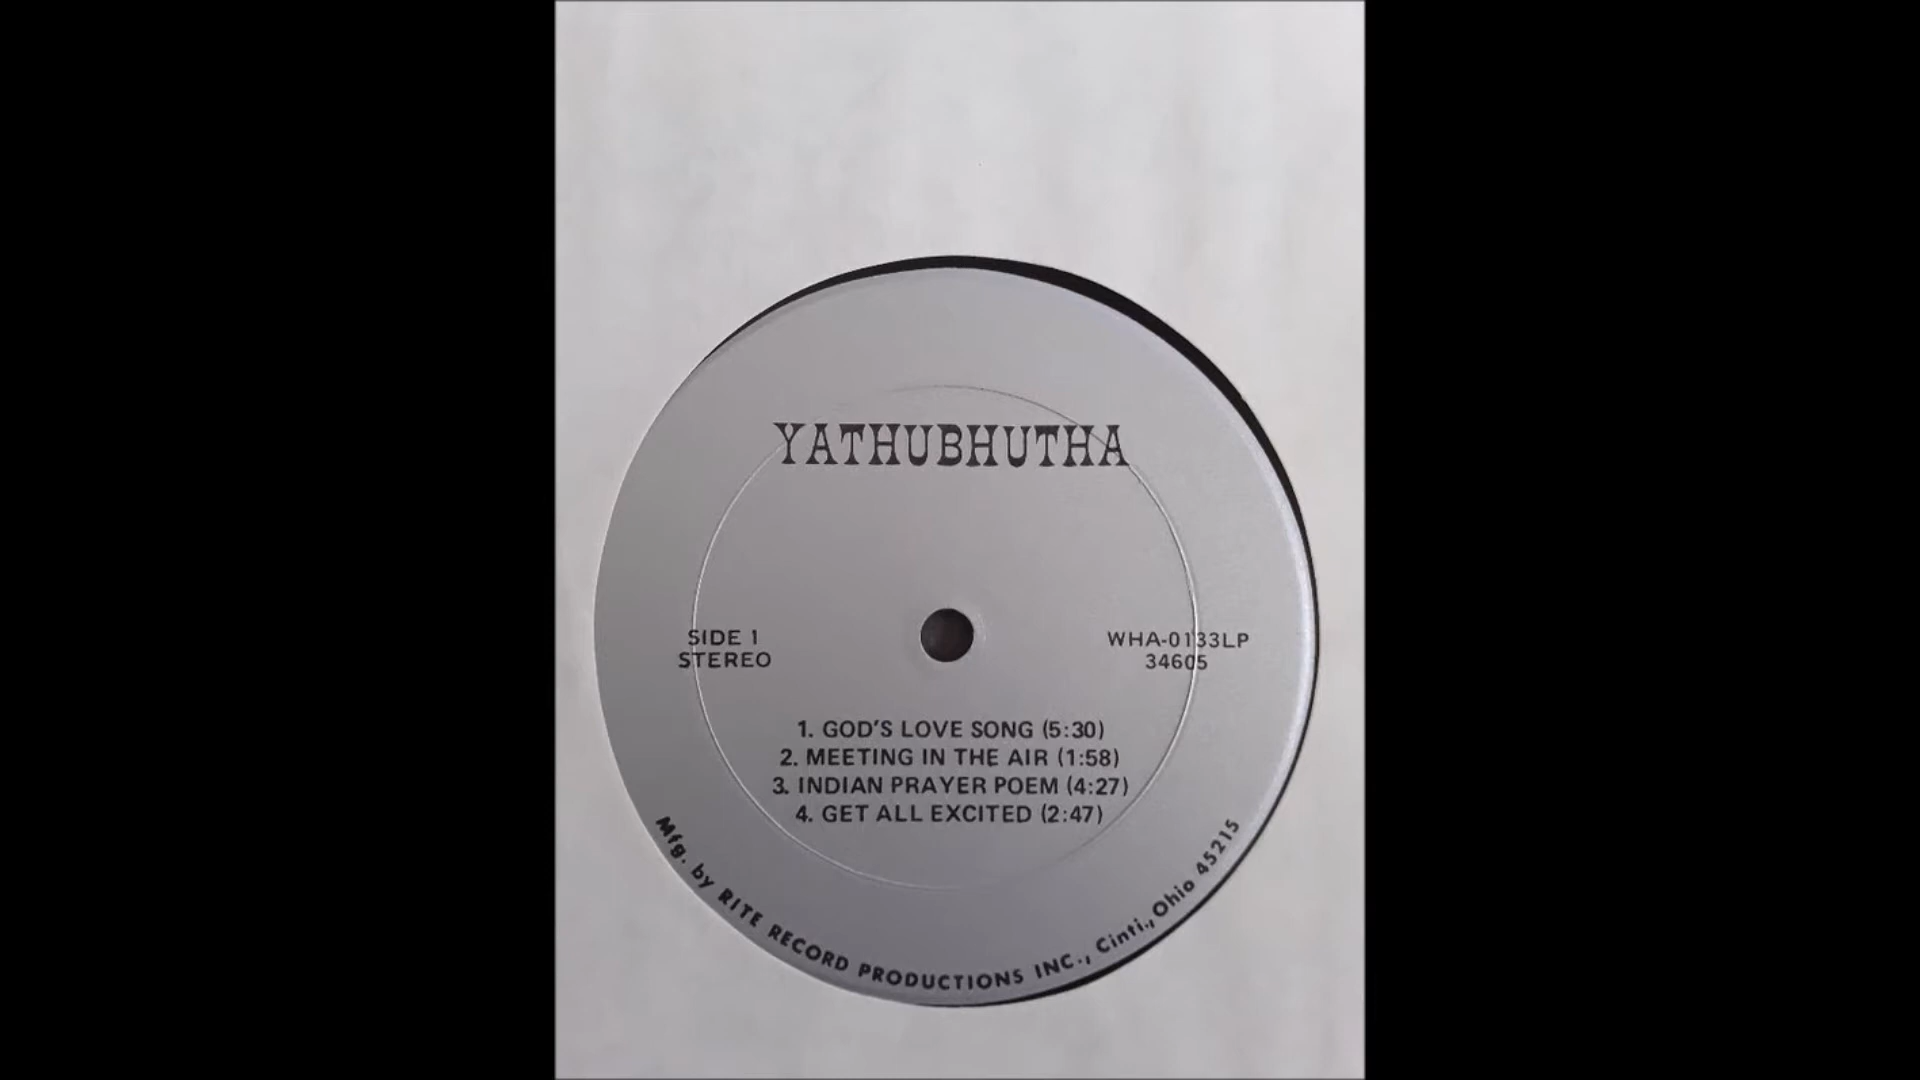 YATHUBHUTHA
SIDE 1
STEREO
WHA-0133LP
34605
1. GOD'S LOVE SONG (5:30)
2. MEETING IN THE AIR (1:58)
3. INDIAN PRAYER POEM (4:27)
4. GET ALL EXCITED (2:47)
Mfg. by RITE RECORD PRODUCTIONS INC., Cinti., Ohio 45215